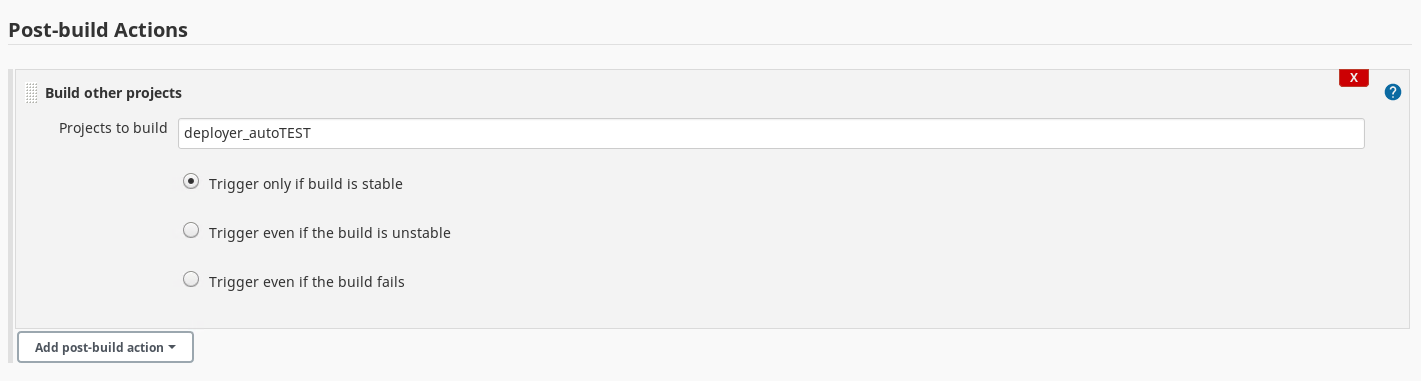 Post-build Actions
X
Build other projects
?
Projects to build
deployer_autoTEST
Trigger only if build is stable
Trigger even if the build is unstable
Trigger even if the build fails
Add post-build action